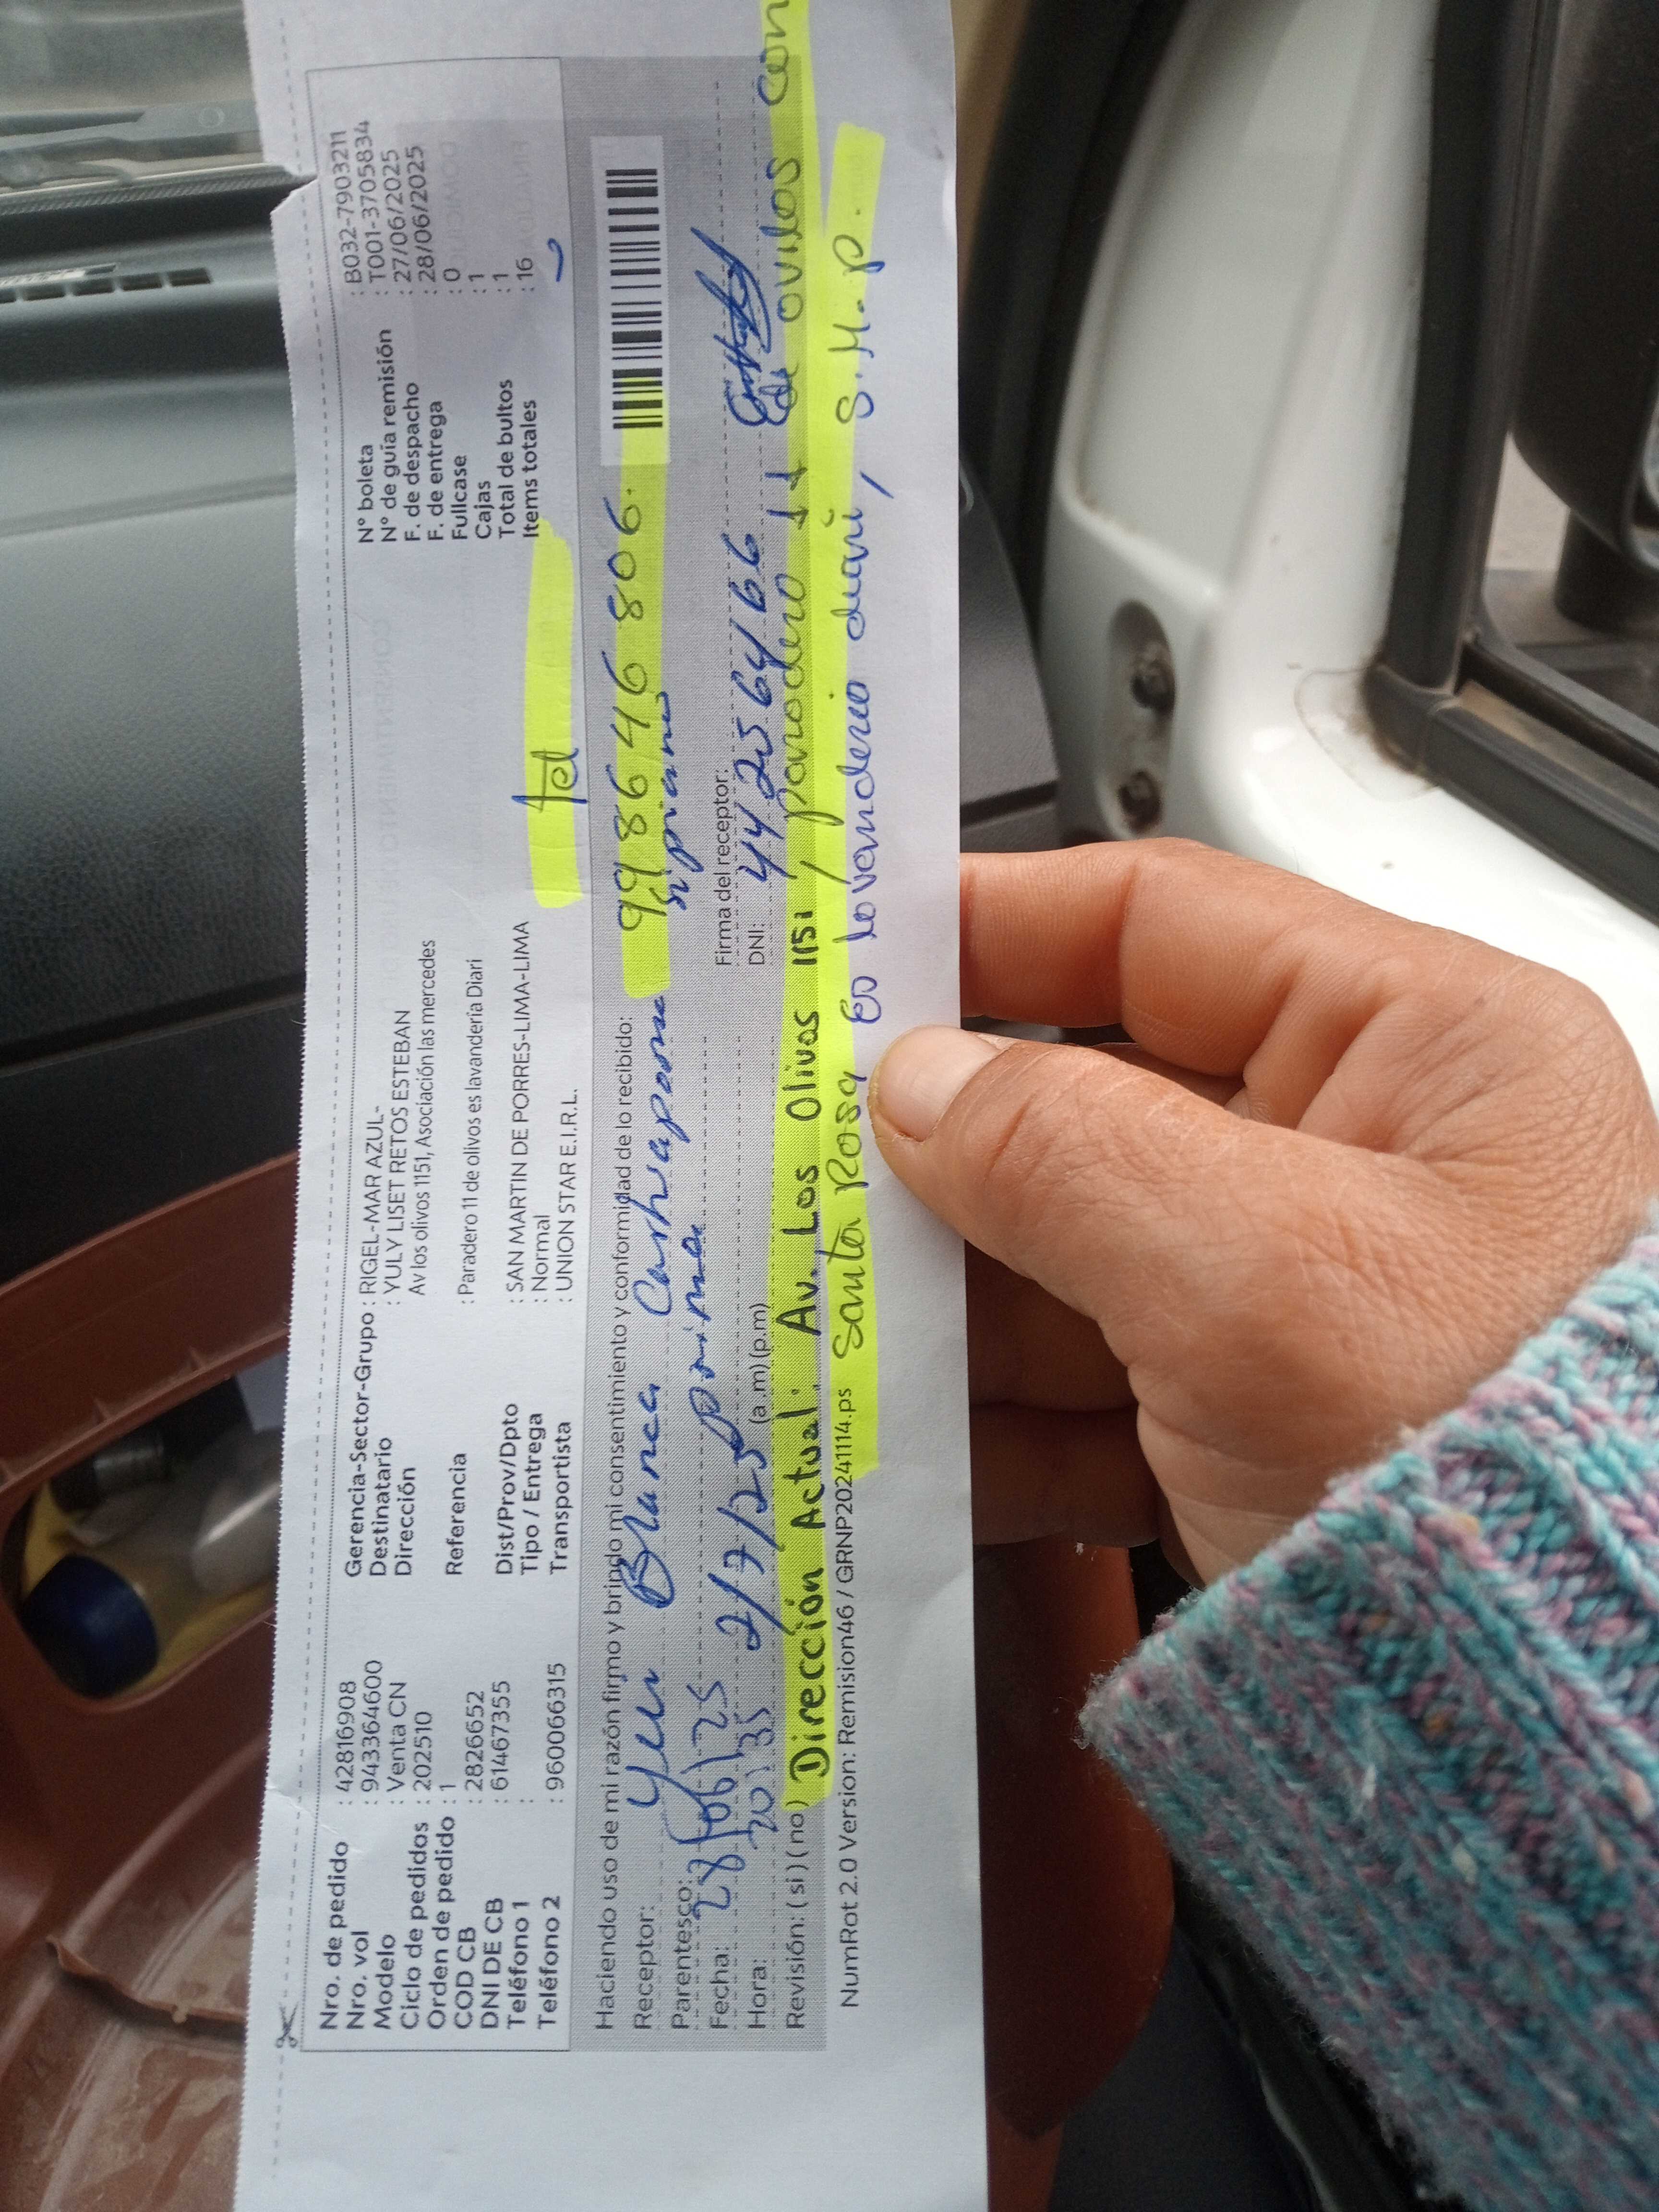 Nro. de pedido : 42816908
Nro. vol : 943364600
Modelo : Venta CN
Ciclo de pedidos : 202510
Orden de pedido : 1
COD CB : 2826652
DNI DE CB : 61467355
Teléfono 1 :
Teléfono 2 : 960066315
Gerencia-Sector-Grupo : RIGEL-MAR AZUL-
Destinatario : YULY LISET RETOS ESTEBAN
Dirección Av los olivos 1151, Asociación las mercedes
Referencia : Paradero 11 de olivos es lavandería Diari
Dist/Prov/Dpto : SAN MARTIN DE PORRES-LIMA-LIMA
Tipo / Entrega : Normal
Transportista : UNION STAR E.I.R.L.
N° boleta : B032-7903211
N° de guía remisión : T001-3705834
F. de despacho : 27/06/2025
F. de entrega : 28/06/2025
Fullcase : 0
Cajas : 1
Total de bultos : 1
Items totales : 16
tel
Haciendo uso de mi razón firmo y brindo mi consentimiento y conformidad de lo recibido: 998646806.
Receptor: Yeli Blanca Carhuapoma
Parentesco: prima
Fecha: 28/06/25 2/7/25
Firma del receptor:
Hora: 20:35 (a.m) (p.m) DNI: 44256466
Revisión: ( si ) ( no ) Dirección Actual: Av. Los Olivos 1151, paradero 11 de ovilos con
Santa Rosa Es lavanderia diari, S.M.P.
NumRot 2.0 Version: Remision46 / GRNP20241114.ps